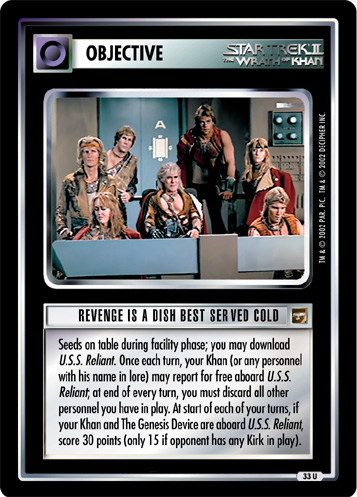 OBJECTIVE
STAR TREK II
THE WRATH OF KHAN
A
TM & © 2002 PAR. PIC. TM & © 2002 DECIPHER INC.
REVENGE IS A DISH BEST SERVED COLD
Seeds on table during facility phase; you may download
U.S.S. Reliant. Once each turn, your Khan (or any personnel
with his name in lore) may report for free aboard U.S.S.
Reliant; at end of every turn, you must discard all other
personnel you have in play. At start of each of your turns, if
your Khan and The Genesis Device are aboard U.S.S. Reliant,
score 30 points (only 15 if opponent has any Kirk in play).
33 U